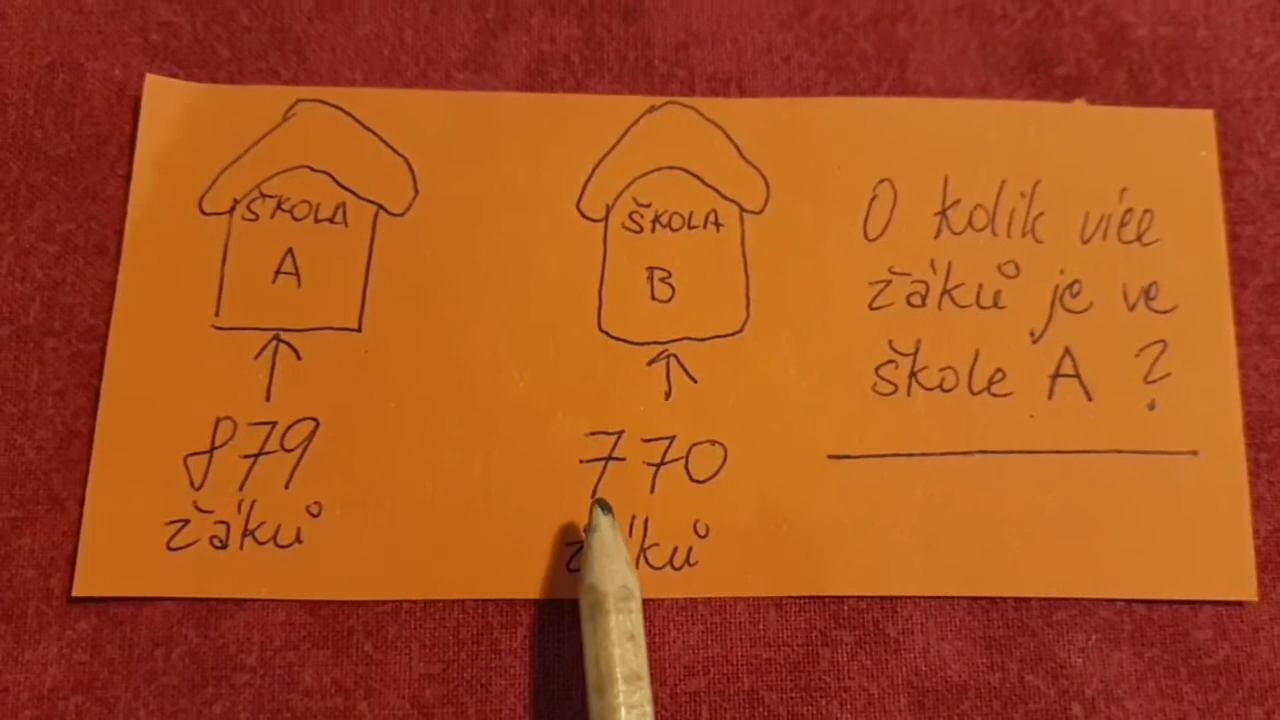 ŠKOLA
A
879
žáků
ŠKOLA
B
770
žáků
O kolik více
žáků je ve
škole A ?